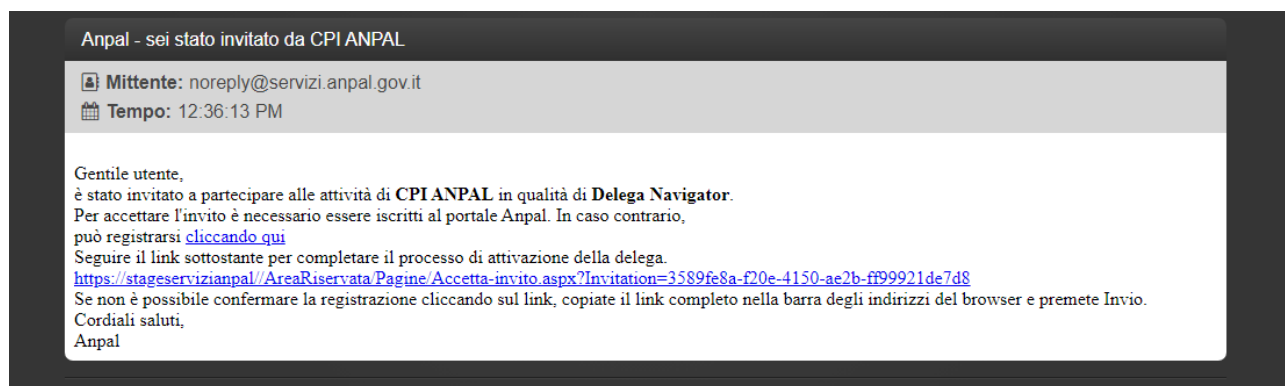 Anpal - sei stato invitato da CPI ANPAL
Mittente: noreply@servizi.anpal.gov.it
Tempo: 12:36:13 PM
Gentile utente,
è stato invitato a partecipare alle attività di CPI ANPAL in qualità di Delega Navigator.
Per accettare l'invito è necessario essere iscritti al portale Anpal. In caso contrario,
può registrarsi cliccando qui
Seguire il link sottostante per completare il processo di attivazione della delega.
https://stageservizianpal//AreaRiservata/Pagine/Accetta-invito.aspx?Invitation=3589fe8a-f20e-4150-ae2b-ff99921de7d8
Se non è possibile confermare la registrazione cliccando sul link, copiate il link completo nella barra degli indirizzi del browser e premete Invio.
Cordiali saluti,
Anpal